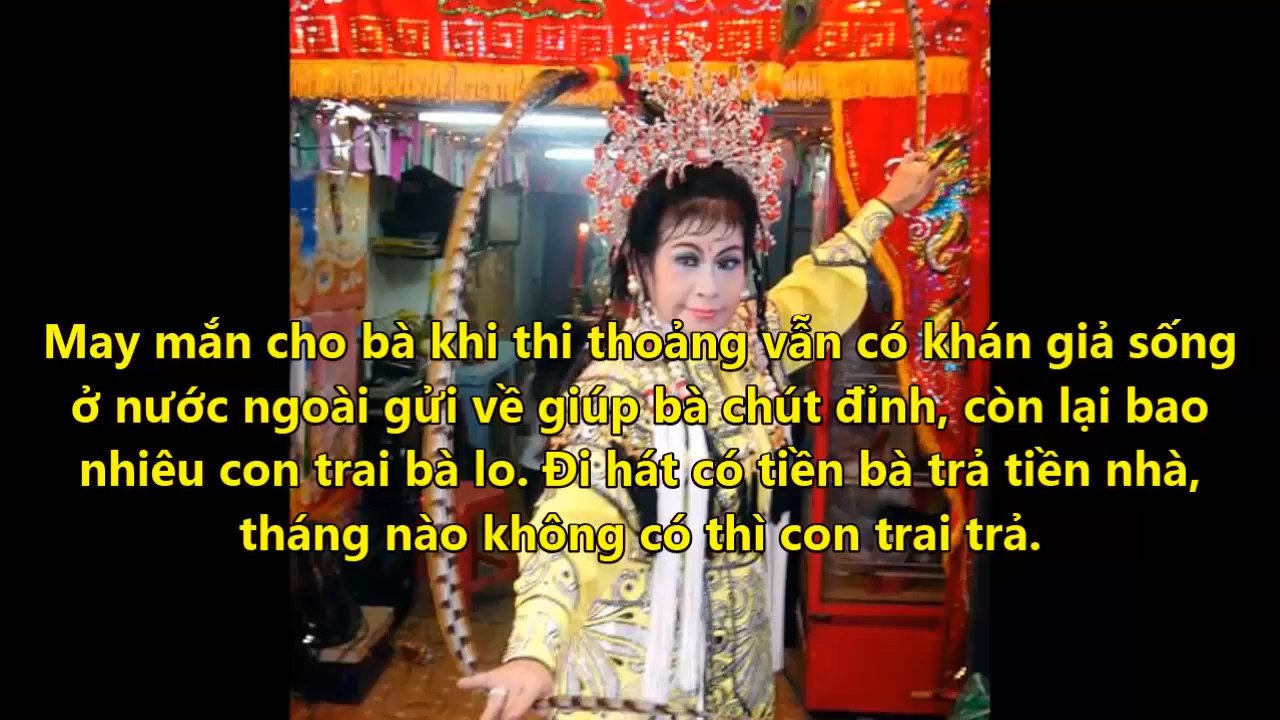 May mắn cho bà khi thi thoảng vẫn có khán giả sống
ở nước ngoài gửi về giúp bà chút đỉnh, còn lại bao
nhiêu con trai bà lo. Đi hát có tiền bà trả tiền nhà,
tháng nào không có thì con trai trả.